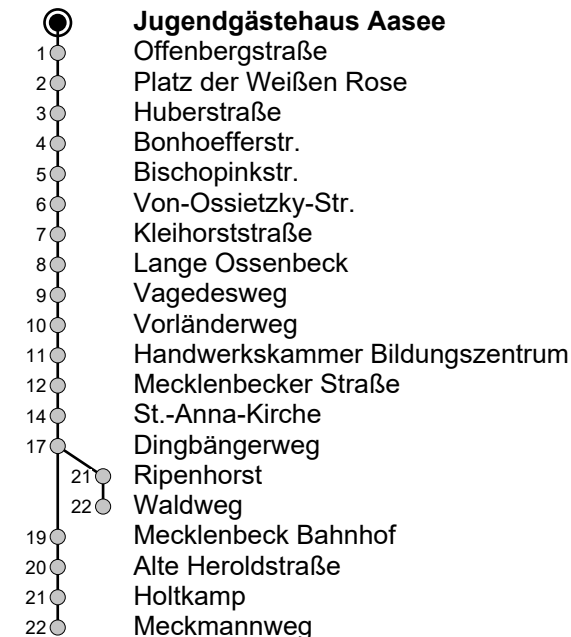 Jugendgästehaus Aasee
1 Offenbergstraße
2 Platz der Weißen Rose
3 Huberstraße
4 Bonhoefferstr.
5 Bischopinkstr.
6 Von-Ossietzky-Str.
7 Kleihorststraße
8 Lange Ossenbeck
9 Vagedesweg
10 Vorländerweg
11 Handwerkskammer Bildungszentrum
12 Mecklenbecker Straße
14 St.-Anna-Kirche
17 Dingbängerweg
21 Ripenhorst
22 Waldweg
19 Mecklenbeck Bahnhof
20 Alte Heroldstraße
21 Holtkamp
22 Meckmannweg